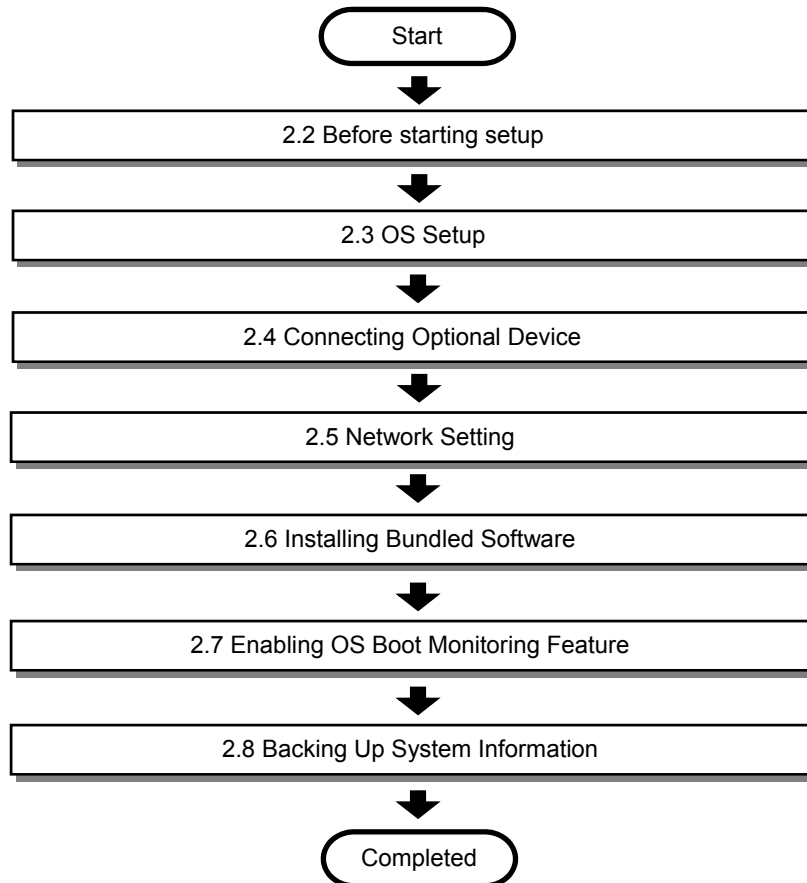 Start
2.2 Before starting setup
2.3 OS Setup
2.4 Connecting Optional Device
2.5 Network Setting
2.6 Installing Bundled Software
2.7 Enabling OS Boot Monitoring Feature
2.8 Backing Up System Information
Completed